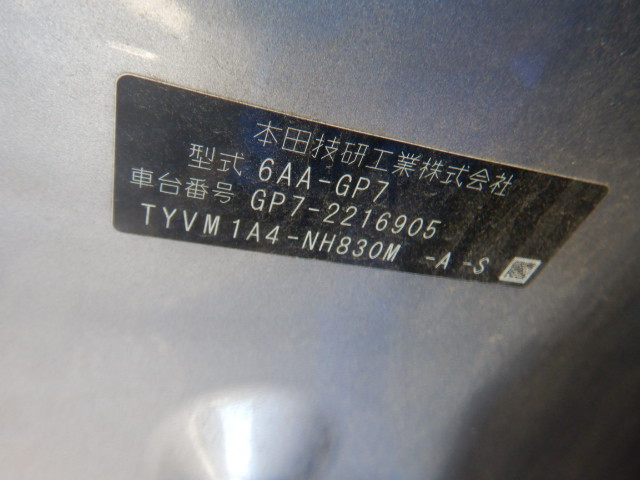 本田技研工業株式会社
型式 6AA-GP7
車台番号 GP7-2216905
TYVM1A4-NH830M -A -S